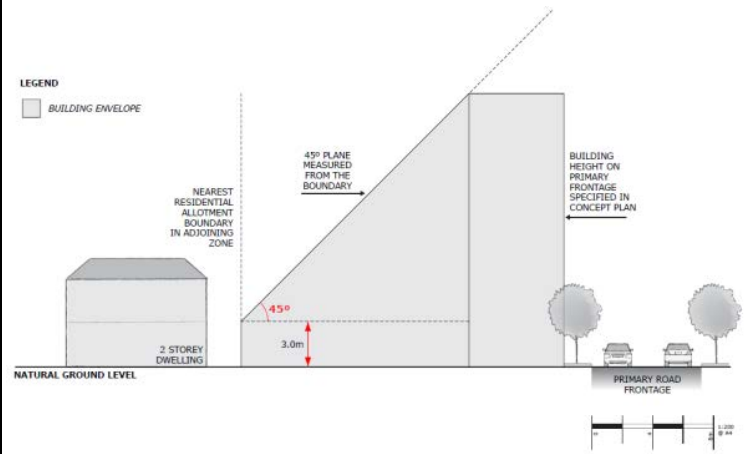 LEGEND
BUILDING ENVELOPE
45º PLANE
MEASURED
FROM THE
BOUNDARY
BUILDING
HEIGHT ON
PRIMARY
FRONTAGE
SPECIFIED IN
CONCEPT PLAN
NEAREST
RESIDENTIAL
ALLOTMENT
BOUNDARY
IN ADJOINING
ZONE
45º
3.0m
2 STOREY
DWELLING
NATURAL GROUND LEVEL
PRIMARY ROAD
FRONTAGE
1:200